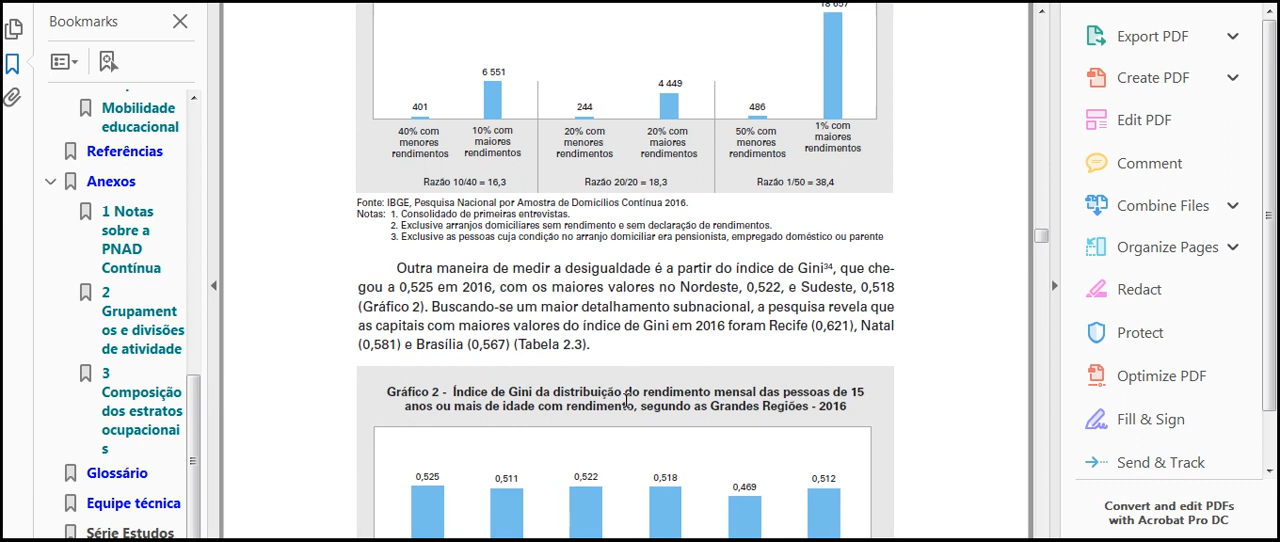 Bookmarks
Mobilidade
educacional
Referências
Anexos
1 Notas
sobre a
PNAD
Contínua
2
Grupament
os e divisões
de atividade
3
Composição
dos estratos
ocupacionai
s
Glossário
Equipe técnica
Série Estudos
18 657
6 551
4 449
401
244
486
40% com
menores
rendimentos
10% com
maiores
rendimentos
20% com
menores
rendimentos
20% com
maiores
rendimentos
50% com
menores
rendimentos
1% com
maiores
rendimentos
Razão 10/40 = 16,3
Razão 20/20 = 18,3
Razão 1/50 = 38,4
Fonte: IBGE, Pesquisa Nacional por Amostra de Domicílios Contínua 2016.
Notas: 1. Consolidado de primeiras entrevistas.
2. Exclusive arranjos domiciliares sem rendimento e sem declaração de rendimentos.
3. Exclusive as pessoas cuja condição no arranjo domiciliar era pensionista, empregado doméstico ou parente
Outra maneira de medir a desigualdade é a partir do índice de Gini³⁴, que che-
gou a 0,525 em 2016, com os maiores valores no Nordeste, 0,522, e Sudeste, 0,518
(Gráfico 2). Buscando-se um maior detalhamento subnacional, a pesquisa revela que
as capitais com maiores valores do índice de Gini em 2016 foram Recife (0,621), Natal
(0,581) e Brasília (0,567) (Tabela 2.3).
Gráfico 2 - Índice de Gini da distribuição do rendimento mensal das pessoas de 15
anos ou mais de idade com rendimento, segundo as Grandes Regiões - 2016
0,525
0,511
0,522
0,518
0,469
0,512
Export PDF
Create PDF
Edit PDF
Comment
Combine Files
Organize Pages
Redact
Protect
Optimize PDF
Fill & Sign
Send & Track
Convert and edit PDFs
with Acrobat Pro DC